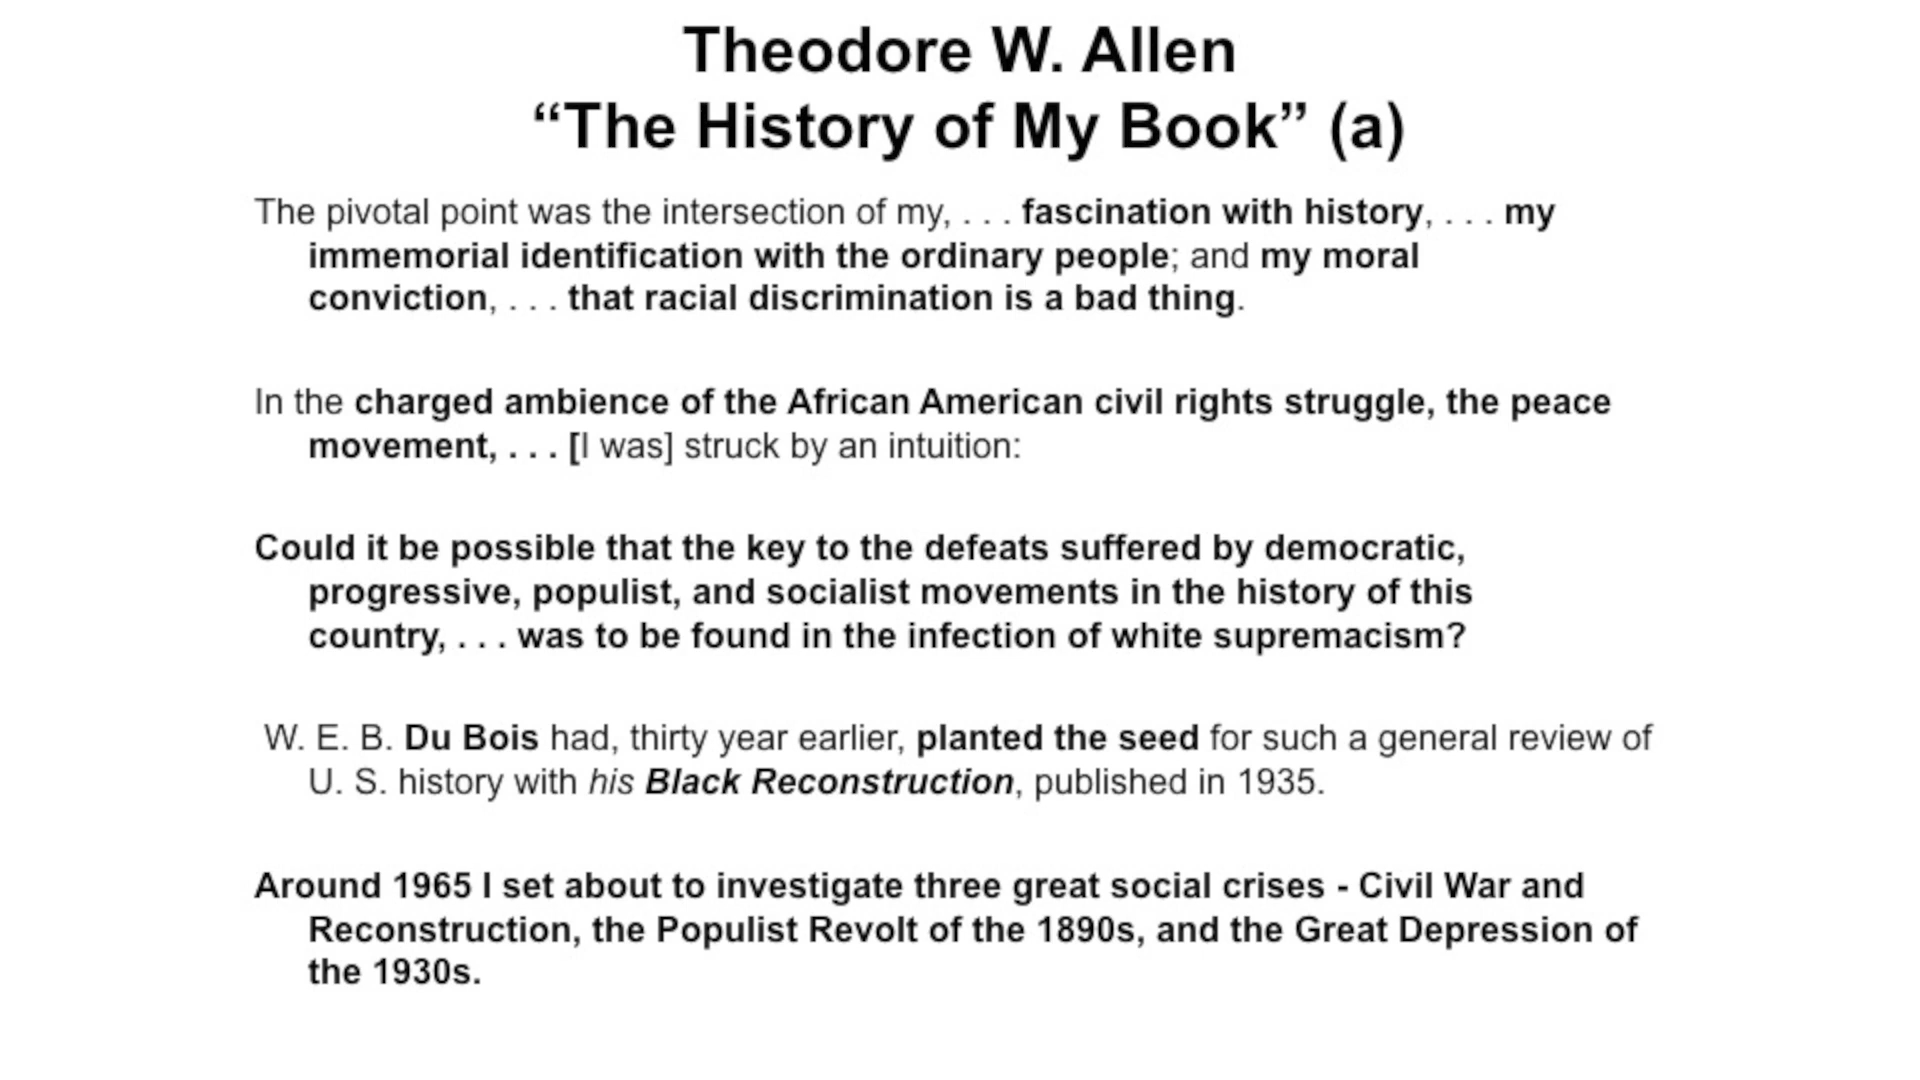 Theodore W. Allen
“The History of My Book” (a)
The pivotal point was the intersection of my, . . . fascination with history, . . . my
immemorial identification with the ordinary people; and my moral
conviction, . . . that racial discrimination is a bad thing.
In the charged ambience of the African American civil rights struggle, the peace
movement, . . . [I was] struck by an intuition:
Could it be possible that the key to the defeats suffered by democratic,
progressive, populist, and socialist movements in the history of this
country, . . . was to be found in the infection of white supremacism?
W. E. B. Du Bois had, thirty year earlier, planted the seed for such a general review of
U. S. history with his Black Reconstruction, published in 1935.
Around 1965 I set about to investigate three great social crises - Civil War and
Reconstruction, the Populist Revolt of the 1890s, and the Great Depression of
the 1930s.